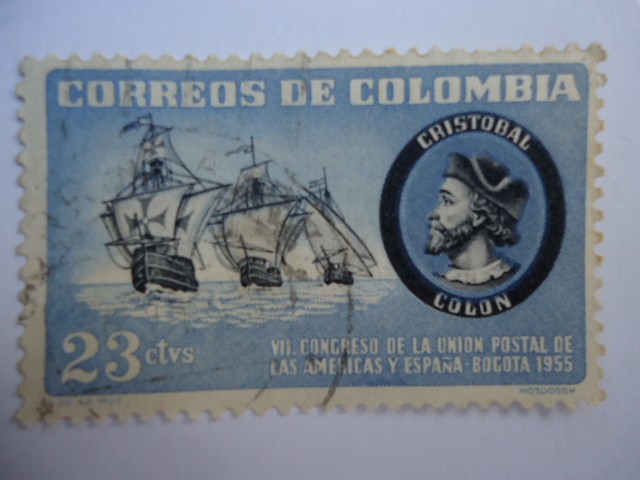 CORREOS DE COLOMBIA
CRISTOBAL
COLON
23 ctvs
VII. CONGRESO DE LA UNION POSTAL DE
LAS AMERICAS Y ESPAÑA-BOGOTA 1955